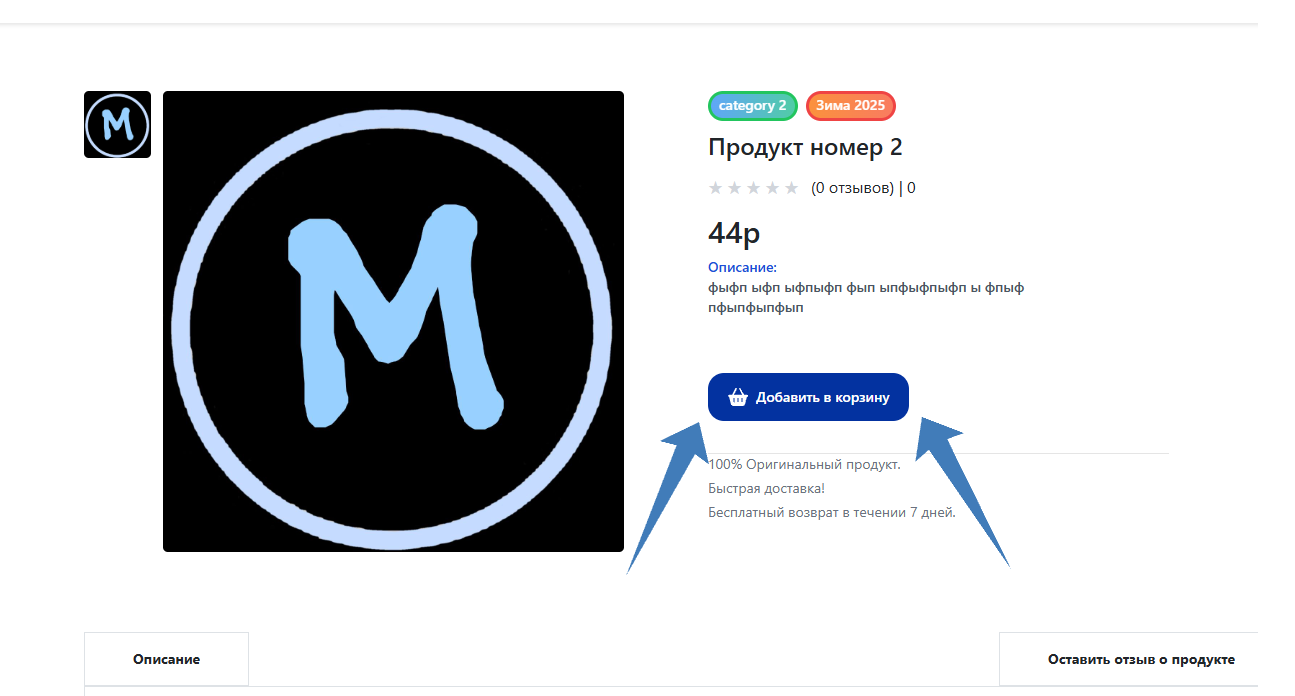 M
M
category 2 Зима 2025
Продукт номер 2
(0 отзывов) | 0
44р
Описание:
фыфп ыфп ыфпыфп фып ыпфыфпыфп ы фпыф
пфыпфыпфып
Добавить в корзину
100% Оригинальный продукт.
Быстрая доставка!
Бесплатный возврат в течении 7 дней.
Описание Оставить отзыв о продукте